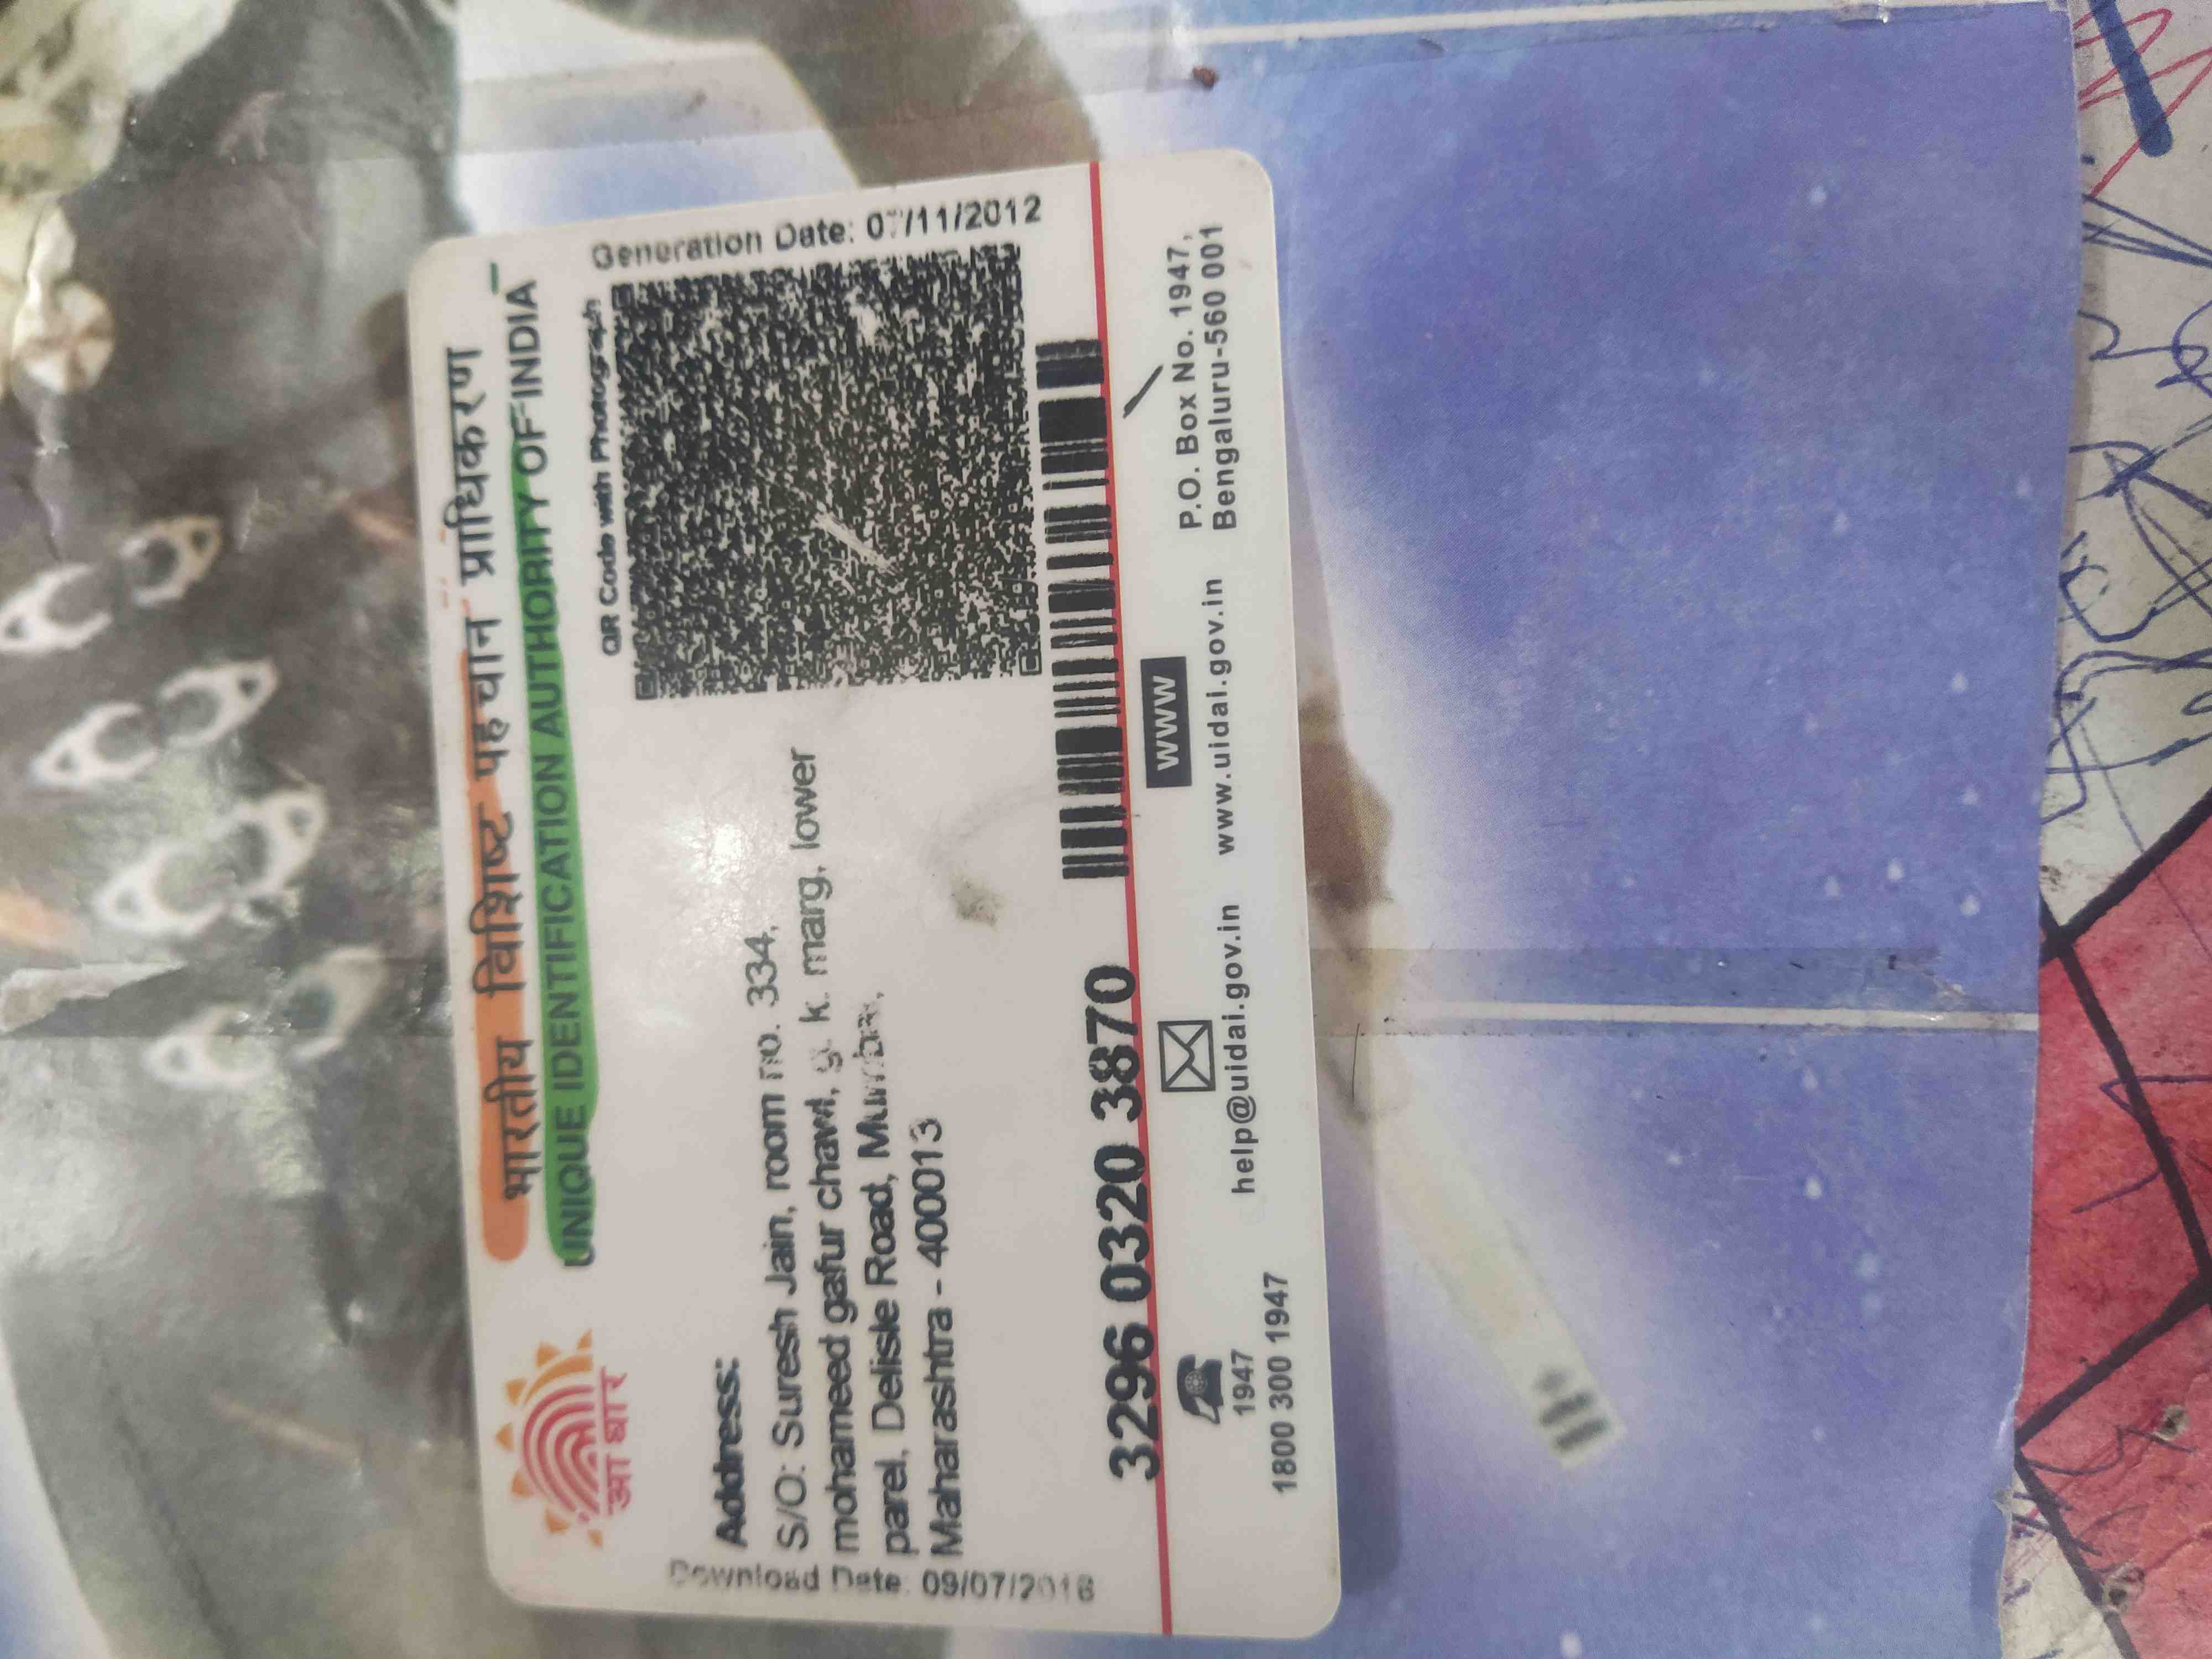 भारतीय विशिष्ट पहचान प्राधिकरण
UNIQUE IDENTIFICATION AUTHORITY OF INDIA
आधार
QR Code with Photograph
Generation Date: /11/2012
Address:
S/O: Suresh Jain, room no. 334,
mohameed gafur chawl, g. k. marg, lower
parel, Delisle Road, Mumbai,
Maharashtra - 400013
Download Date: 09/07/
3296 0320 3870
1947
1800 300 1947
help@uidai.gov.in
WWW
www.uidai.gov.in
P.O. Box No. 1947,
Bengaluru-560 001